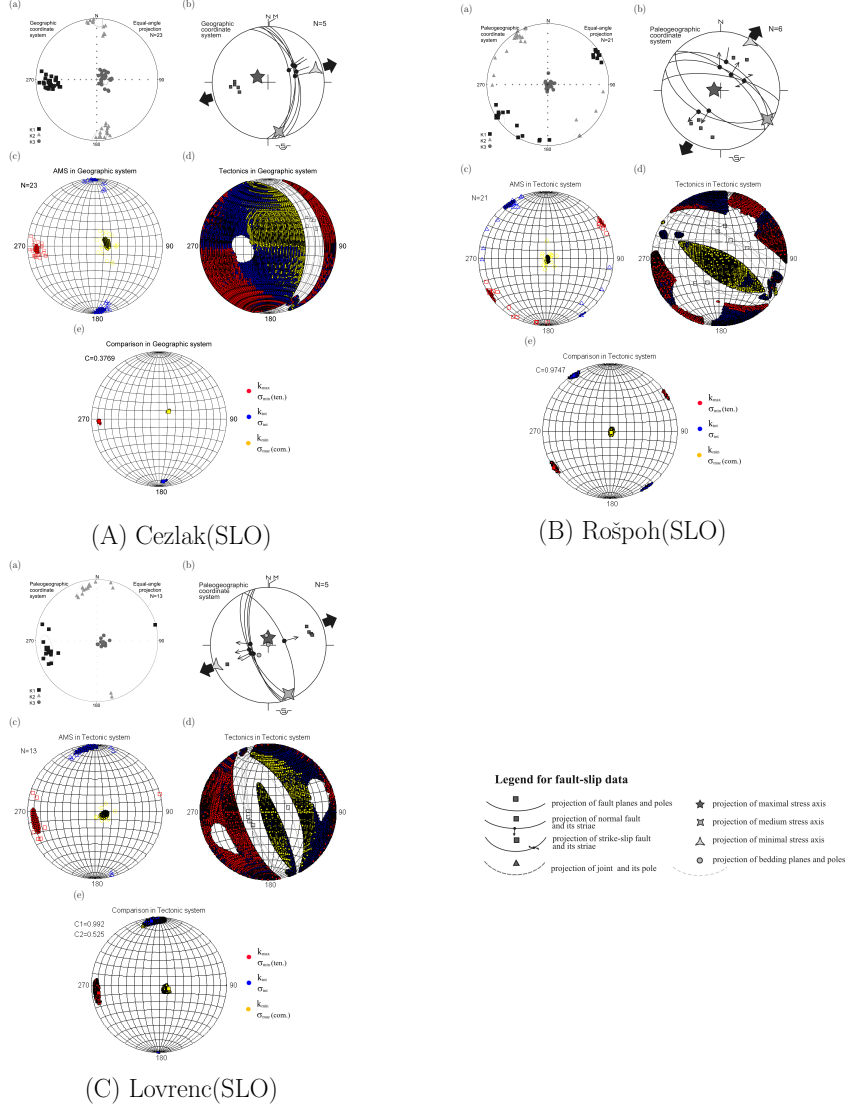 (a)
Geographic
coordinate
system
N
Equal-angle
projection
N=23
270
90
180
K1
K2
K3
(b)
Geographic
coordinate
system
N M
N=5
(c)
AMS in Geographic system
N=23
270
180
(d)
Tectonics in Geographic system
90
(e)
Comparison in Geographic system
C=0.3769
270
90
180
kmax
σmin (ten.)
kint
σint
kmin
σmax (com.)
(A) Cezlak(SLO)
(a)
Paleogeographic
coordinate
system
N
Equal-angle
projection
N=21
270
90
180
K1
K2
K3
(b)
Paleogeographic
coordinate
system
N M
N=6
(c)
AMS in Tectonic system
N=21
270
90
180
(d)
Tectonics in Tectonic system
90
(e)
Comparison in Tectonic system
C=0.9747
270
90
180
kmax
σmin (ten.)
kint
σint
kmin
σmax (com.)
(B) Rošpoh(SLO)
(a)
Paleogeographic
coordinate
system
N
Equal-angle
projection
N=13
270
90
180
K1
K2
K3
(b)
Paleogeographic
coordinate
system
N M
N=5
(c)
AMS in Tectonic system
N=13
270
90
180
(d)
Tectonics in Tectonic system
90
(e)
Comparison in Tectonic system
C1=0.992
C2=0.525
270
90
180
kmax
σmin (ten.)
kint
σint
kmin
σmax (com.)
(C) Lovrenc(SLO)
Legend for fault-slip data
projection of fault planes and poles
projection of normal fault
and its striae
projection of strike-slip fault
and its striae
projection of joint and its pole
projection of maximal stress axis
projection of medium stress axis
projection of minimal stress axis
projection of bedding planes and poles